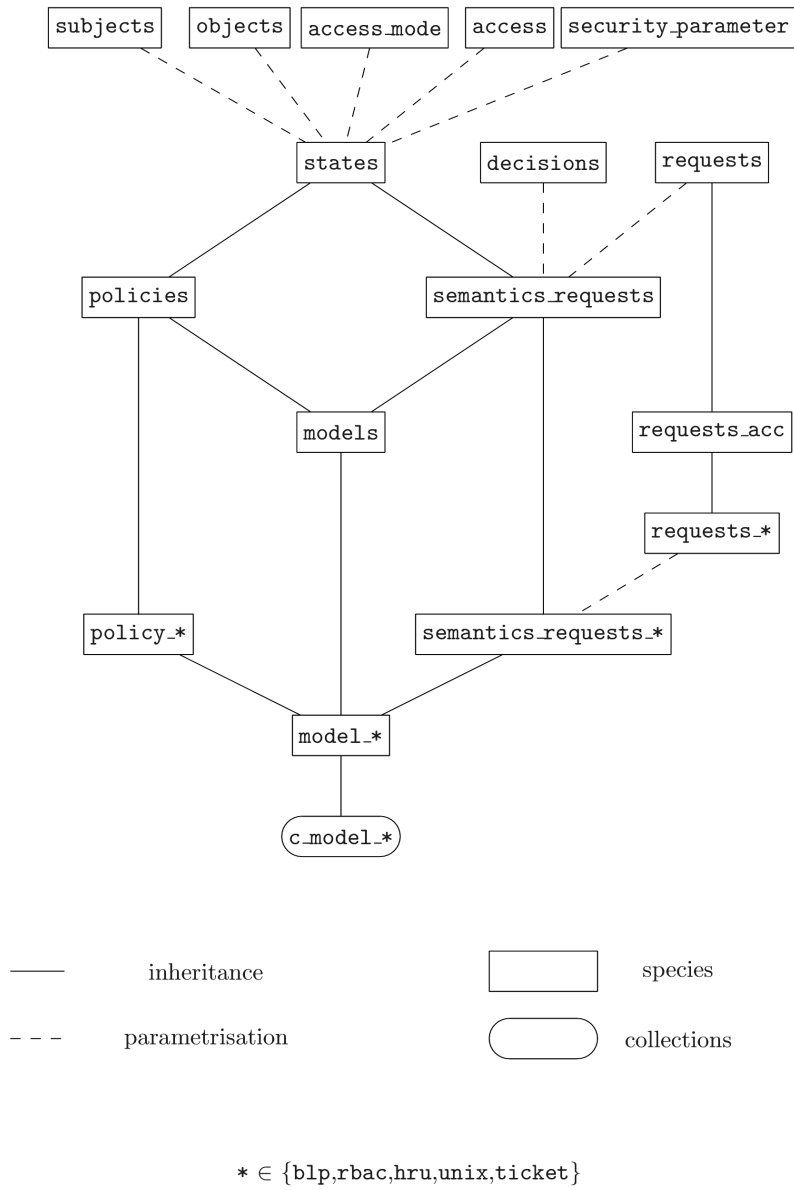 subjects objects access_mode access security_parameter
states decisions requests
policies semantics_requests
models requests_acc
requests_*
policy_* semantics_requests_*
model_*
c_model_*
inheritance species
parametrisation collections
* ∈ {blp,rbac,hru,unix,ticket}